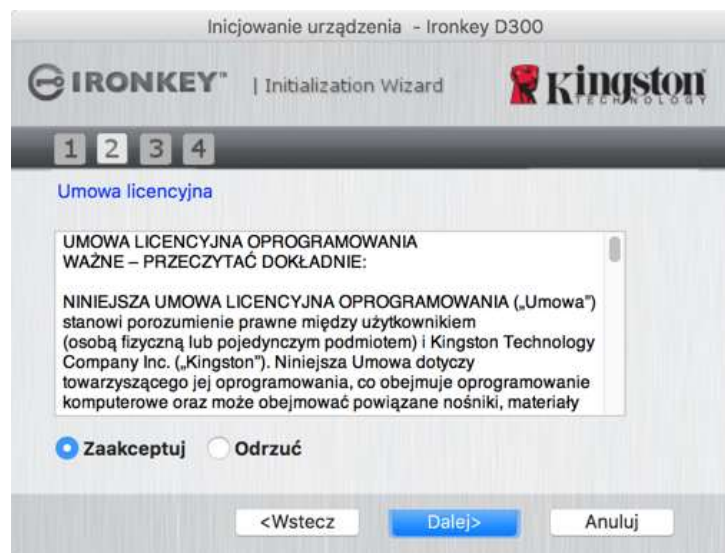 Inicjowanie urządzenia - Ironkey D300
IRONKEY™ | Initialization Wizard Kingston
TECHNOLOGY
1 2 3 4
Umowa licencyjna
UMOWA LICENCYJNA OPROGRAMOWANIA
WAŻNE – PRZECZYTAĆ DOKŁADNIE:
NINIEJSZA UMOWA LICENCYJNA OPROGRAMOWANIA („Umowa”)
stanowi porozumienie prawne między użytkownikiem
(osobą fizyczną lub pojedynczym podmiotem) i Kingston Technology
Company Inc. („Kingston”). Niniejsza Umowa dotyczy
towarzyszącego jej oprogramowania, co obejmuje oprogramowanie
komputerowe oraz może obejmować powiązane nośniki, materiały
Zaakceptuj Odrzuć
<Wstecz Dalej> Anuluj